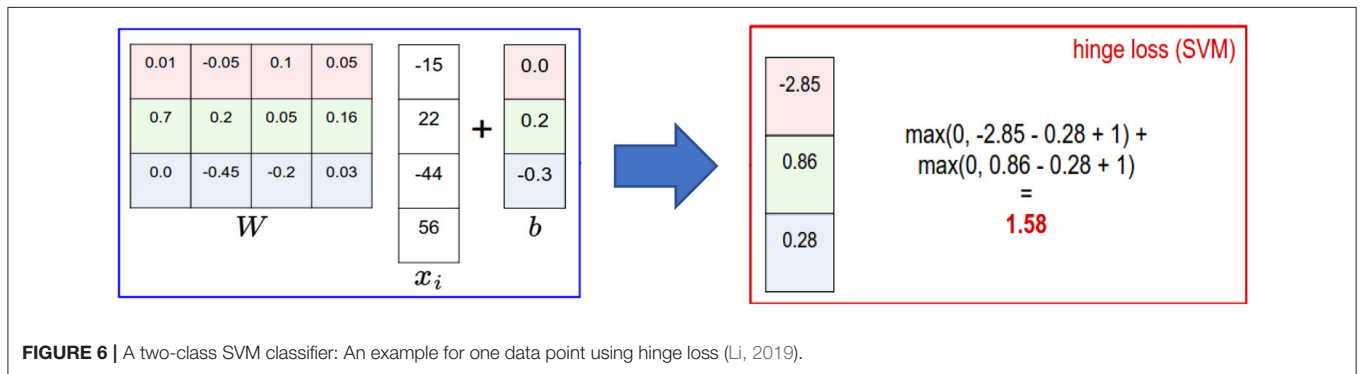 0.01 -0.05 0.1 0.05
0.7 0.2 0.05 0.16
0.0 -0.45 -0.2 0.03
W
-15
22
-44
56
x_i
+
0.0
0.2
-0.3
b
hinge loss (SVM)
-2.85
0.86
0.28
max(0, -2.85 - 0.28 + 1) +
max(0, 0.86 - 0.28 + 1)
=
1.58
FIGURE 6 | A two-class SVM classifier: An example for one data point using hinge loss (Li, 2019).